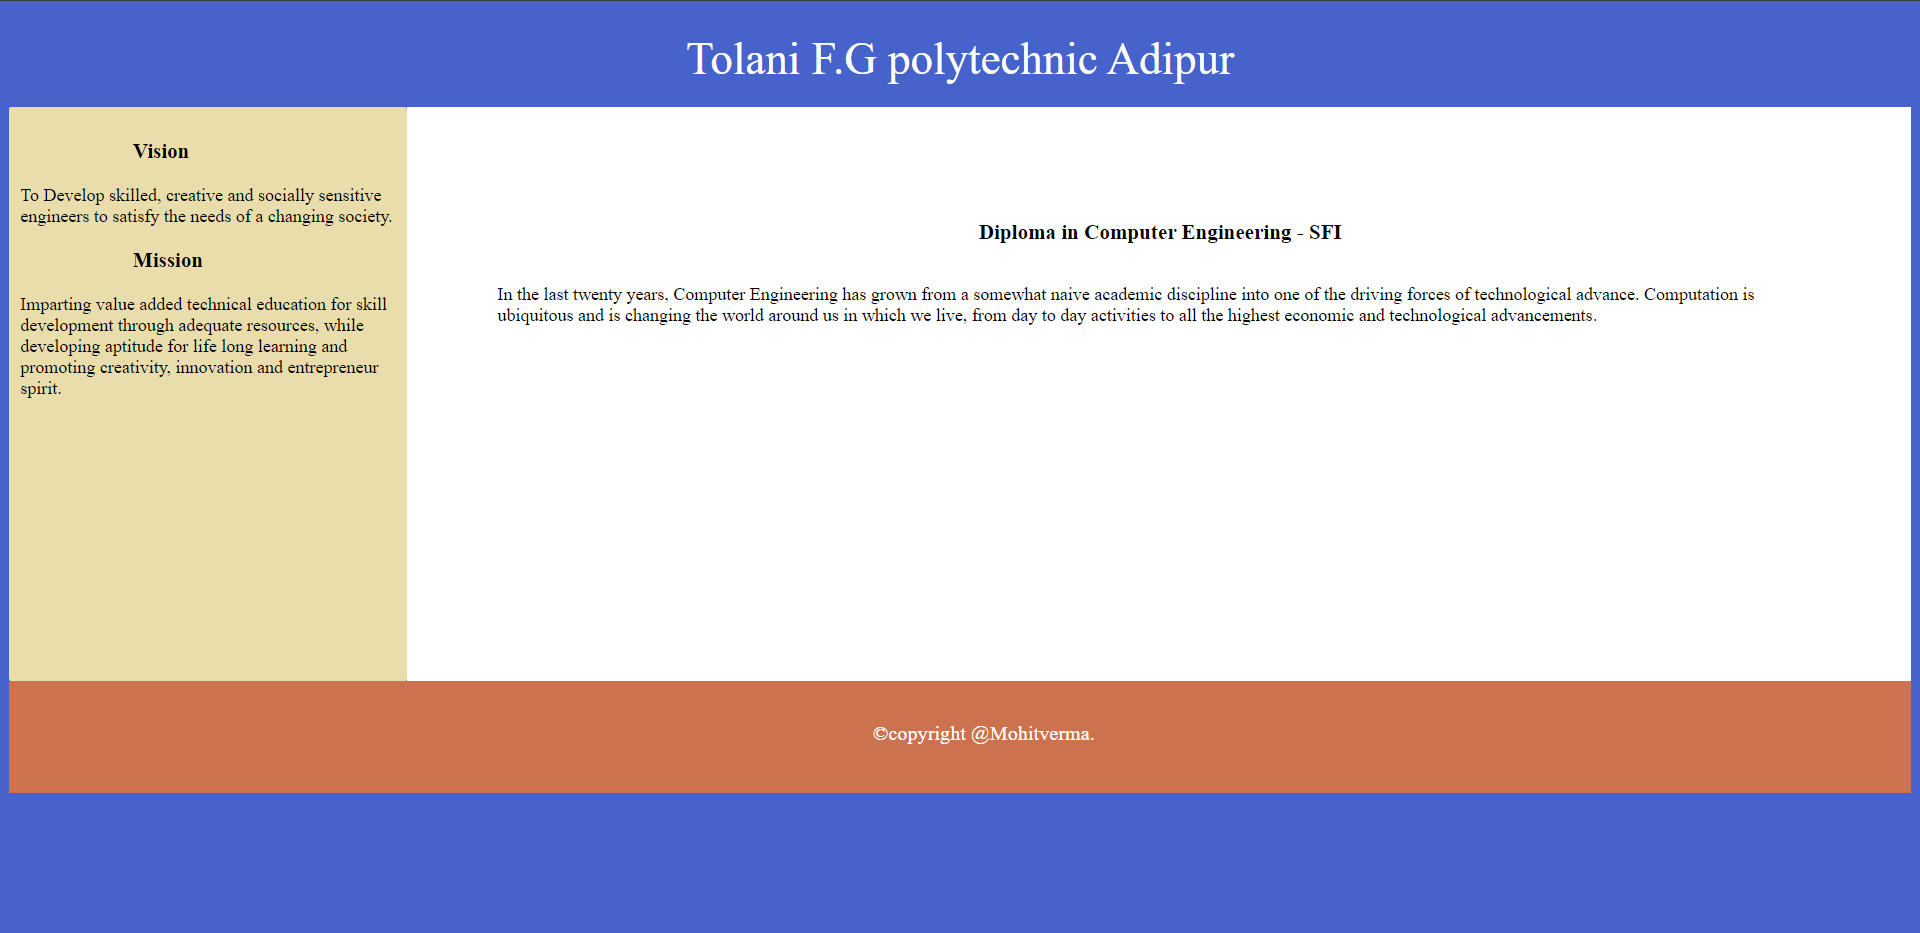 Tolani F.G polytechnic Adipur
Vision
To Develop skilled, creative and socially sensitive
engineers to satisfy the needs of a changing society.
Mission
Imparting value added technical education for skill
development through adequate resources, while
developing aptitude for life long learning and
promoting creativity, innovation and entrepreneur
spirit.
Diploma in Computer Engineering - SFI
In the last twenty years, Computer Engineering has grown from a somewhat naive academic discipline into one of the driving forces of technological advance. Computation is
ubiquitous and is changing the world around us in which we live, from day to day activities to all the highest economic and technological advancements.
©copyright @Mohitverma.